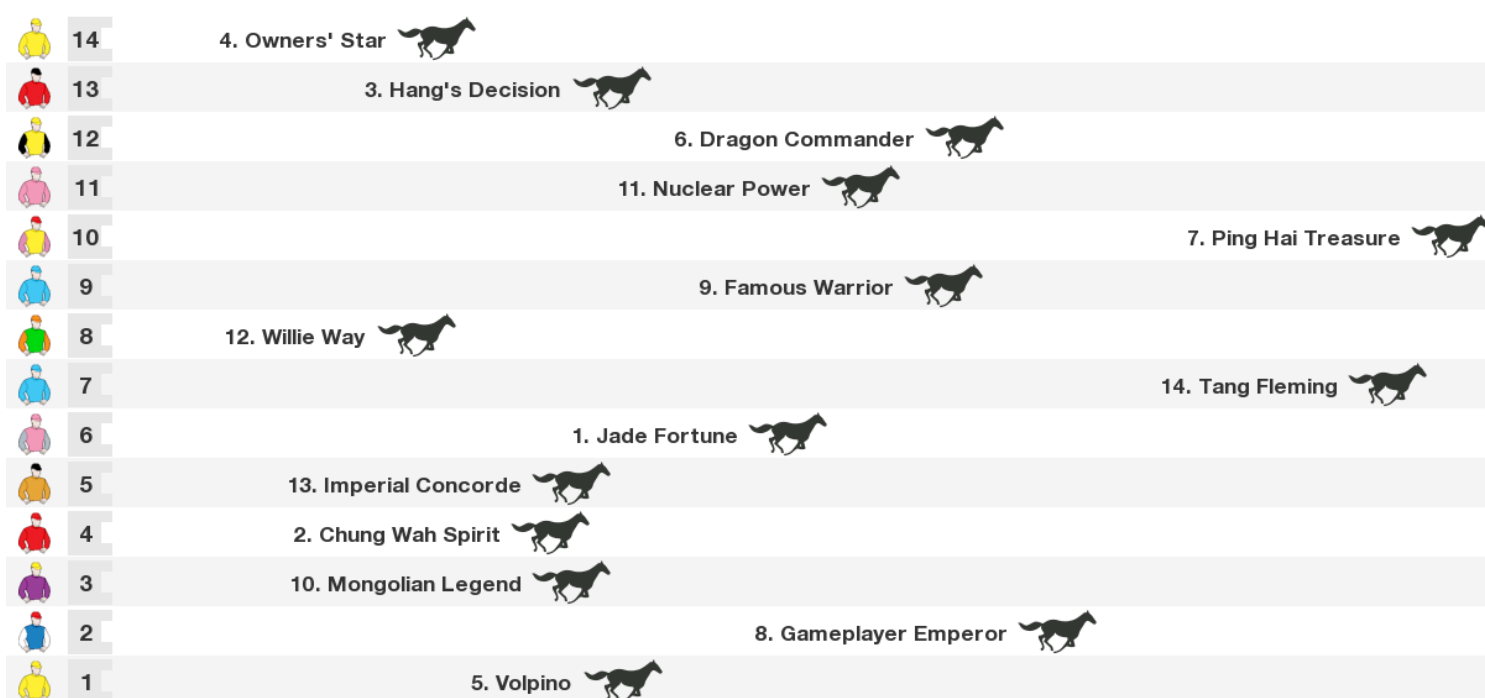 14 4. Owners' Star
13 3. Hang's Decision
12 6. Dragon Commander
11 11. Nuclear Power
10 7. Ping Hai Treasure
9 9. Famous Warrior
8 12. Willie Way
7 14. Tang Fleming
6 1. Jade Fortune
5 13. Imperial Concorde
4 2. Chung Wah Spirit
3 10. Mongolian Legend
2 8. Gameplayer Emperor
1 5. Volpino